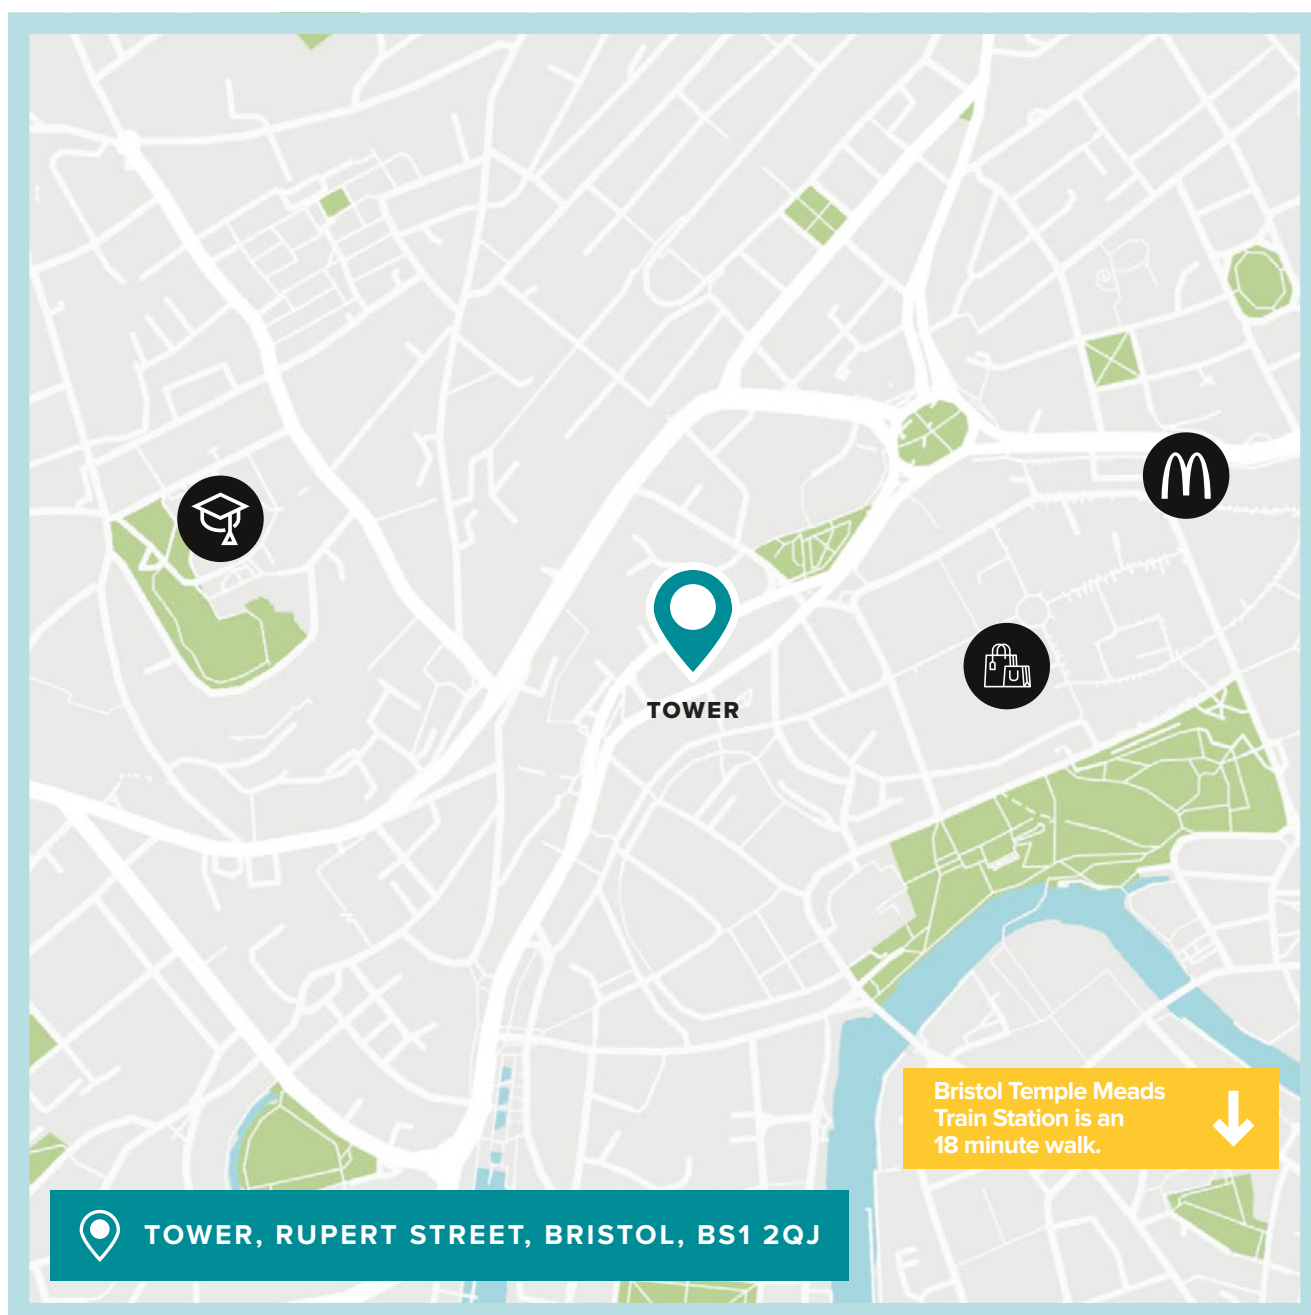 TOWER
Bristol Temple Meads
Train Station is an
18 minute walk.
TOWER, RUPERT STREET, BRISTOL, BS1 2QJ